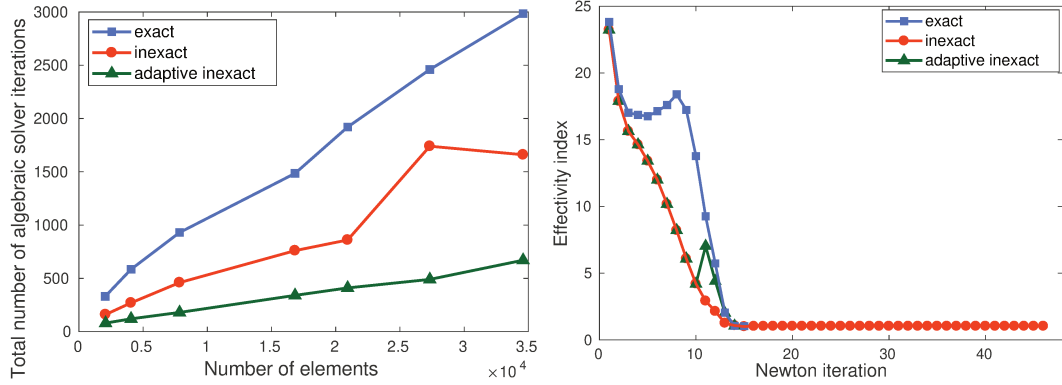 Total number of algebraic solver iterations
3000
2500
2000
1500
1000
500
0
exact
inexact
adaptive inexact
0 0.5 1 1.5 2 2.5 3 3.5
Number of elements
×10^4
Effectivity index
25
20
15
10
5
0
exact
inexact
adaptive inexact
0 10 20 30 40
Newton iteration